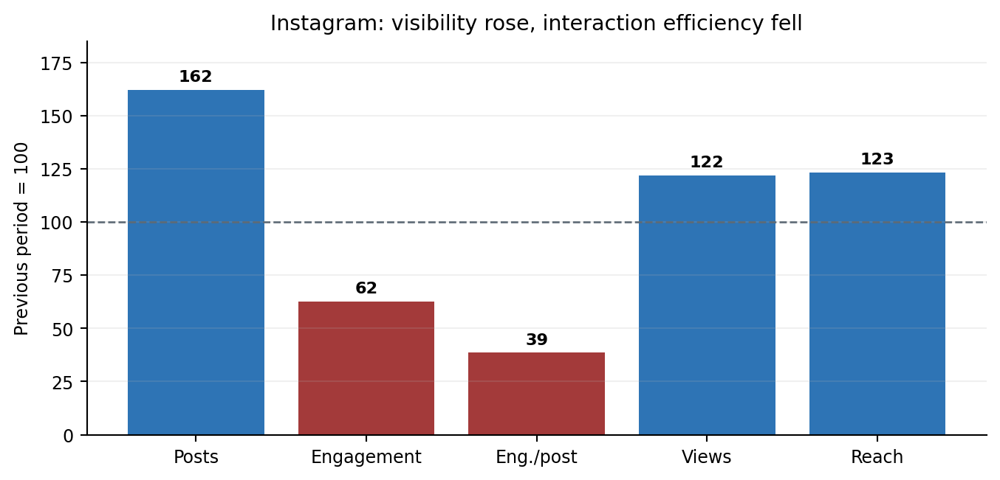 Instagram: visibility rose, interaction efficiency fell
Previous period = 100
175
150
125
100
75
50
25
0
162
62
39
122
123
Posts
Engagement
Eng./post
Views
Reach